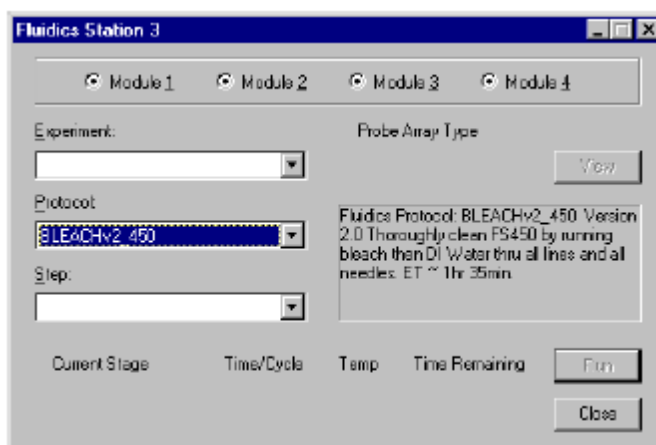 Fluidics Station 3
Module 1 Module 2 Module 3 Module 4
Experiment:
Probe Array Type
View
Protocol:
BLEACHv2_450
Fluidics Protocol: BLEACHv2_450 Version
2.0 Thoroughly clean FS450 by running
bleach then DI Water thru all lines and all
needles. ET ~ 1hr 35min.
Step:
Current Stage Time/Cycle Temp Time Remaining
Run
Close